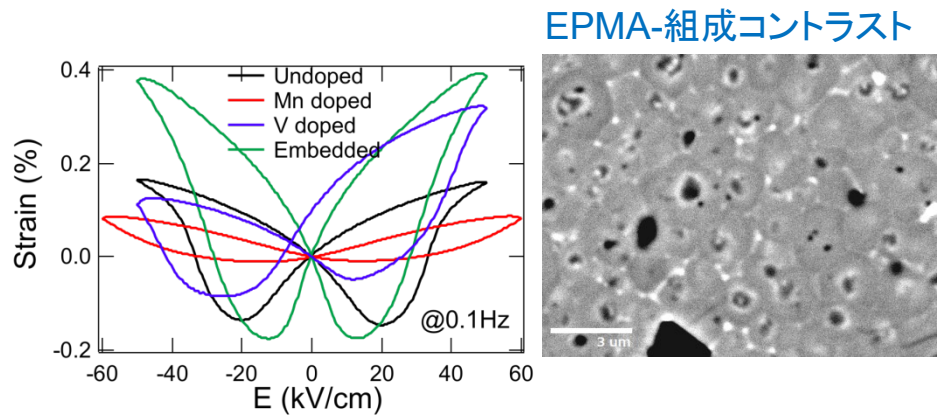 EPMA-組成コントラスト
0.4
0.2
0.0
-0.2
Strain (%)
Undoped
Mn doped
V doped
Embedded
@0.1Hz
-60 -40 -20 0 20 40 60
E (kV/cm)
3 um